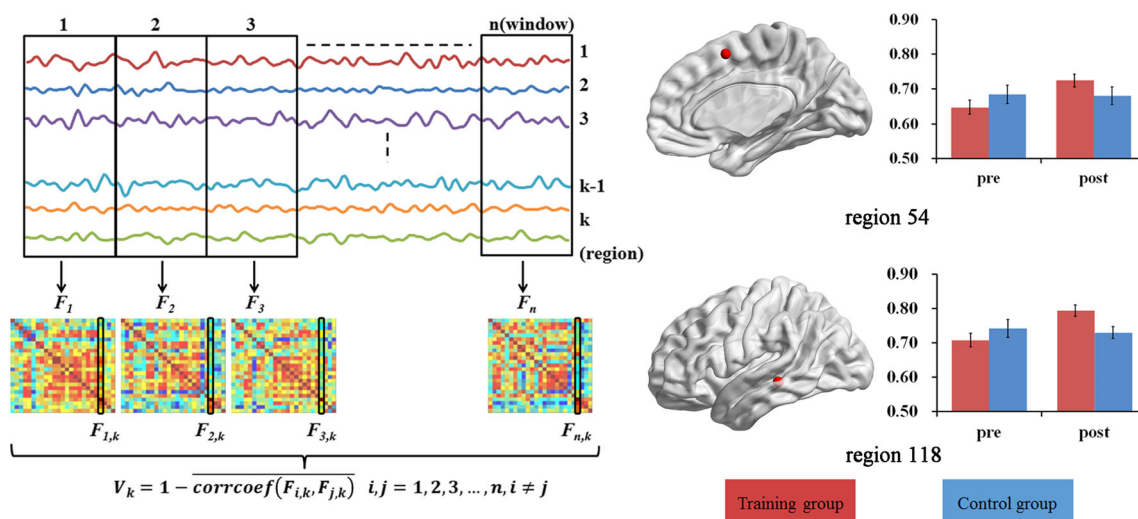 1 2 3 n(window)
1
2
3
k-1
k
(region)
F1 F2 F3 Fn
F1,k F2,k F3,k Fn,k
Vk = 1 − corrcoef(Fi,k, Fj,k) i,j = 1,2,3, …, n, i ≠ j
0.90
0.80
0.70
0.60
0.50
pre post
region 54
0.90
0.80
0.70
0.60
0.50
pre post
region 118
Training group Control group